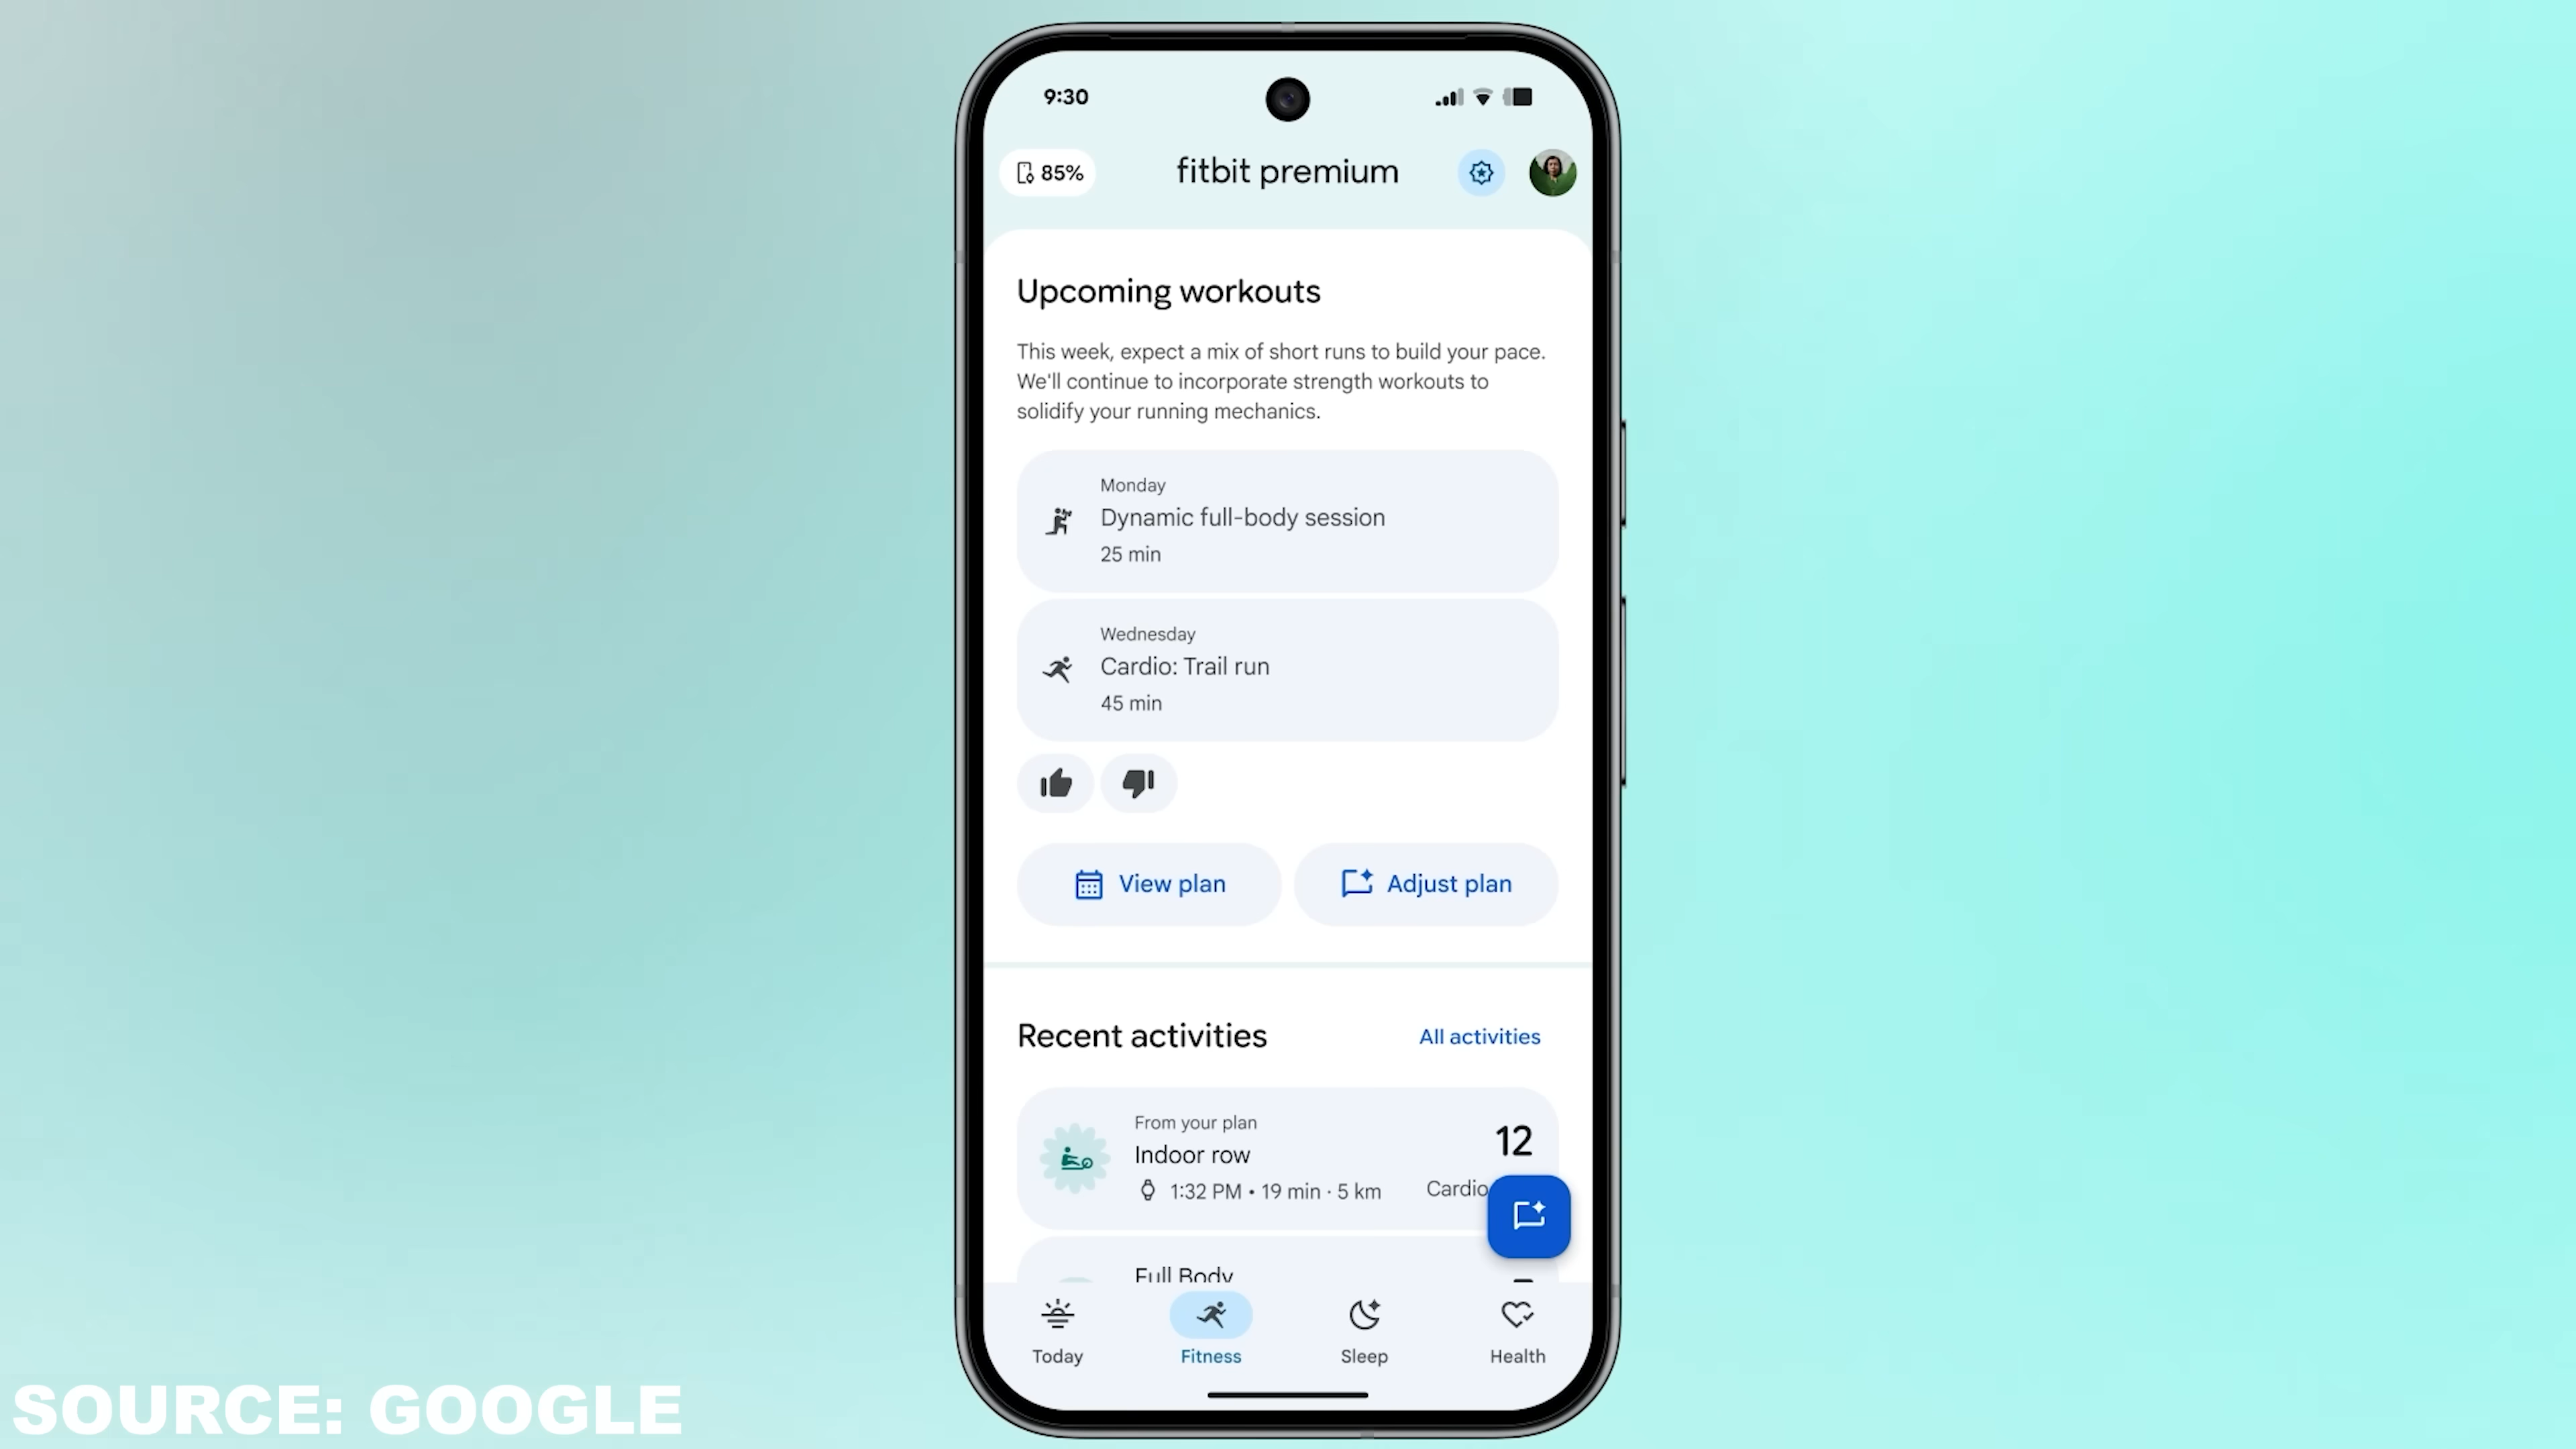 9:30
85%
fitbit premium
Upcoming workouts
This week, expect a mix of short runs to build your pace.
We'll continue to incorporate strength workouts to
solidify your running mechanics.
Monday
Dynamic full-body session
25 min
Wednesday
Cardio: Trail run
45 min
View plan
Adjust plan
Recent activities
All activities
From your plan
12
Indoor row
1:32 PM • 19 min · 5 km
Cardio
Full Body
Today
Fitness
Sleep
Health
SOURCE: GOOGLE